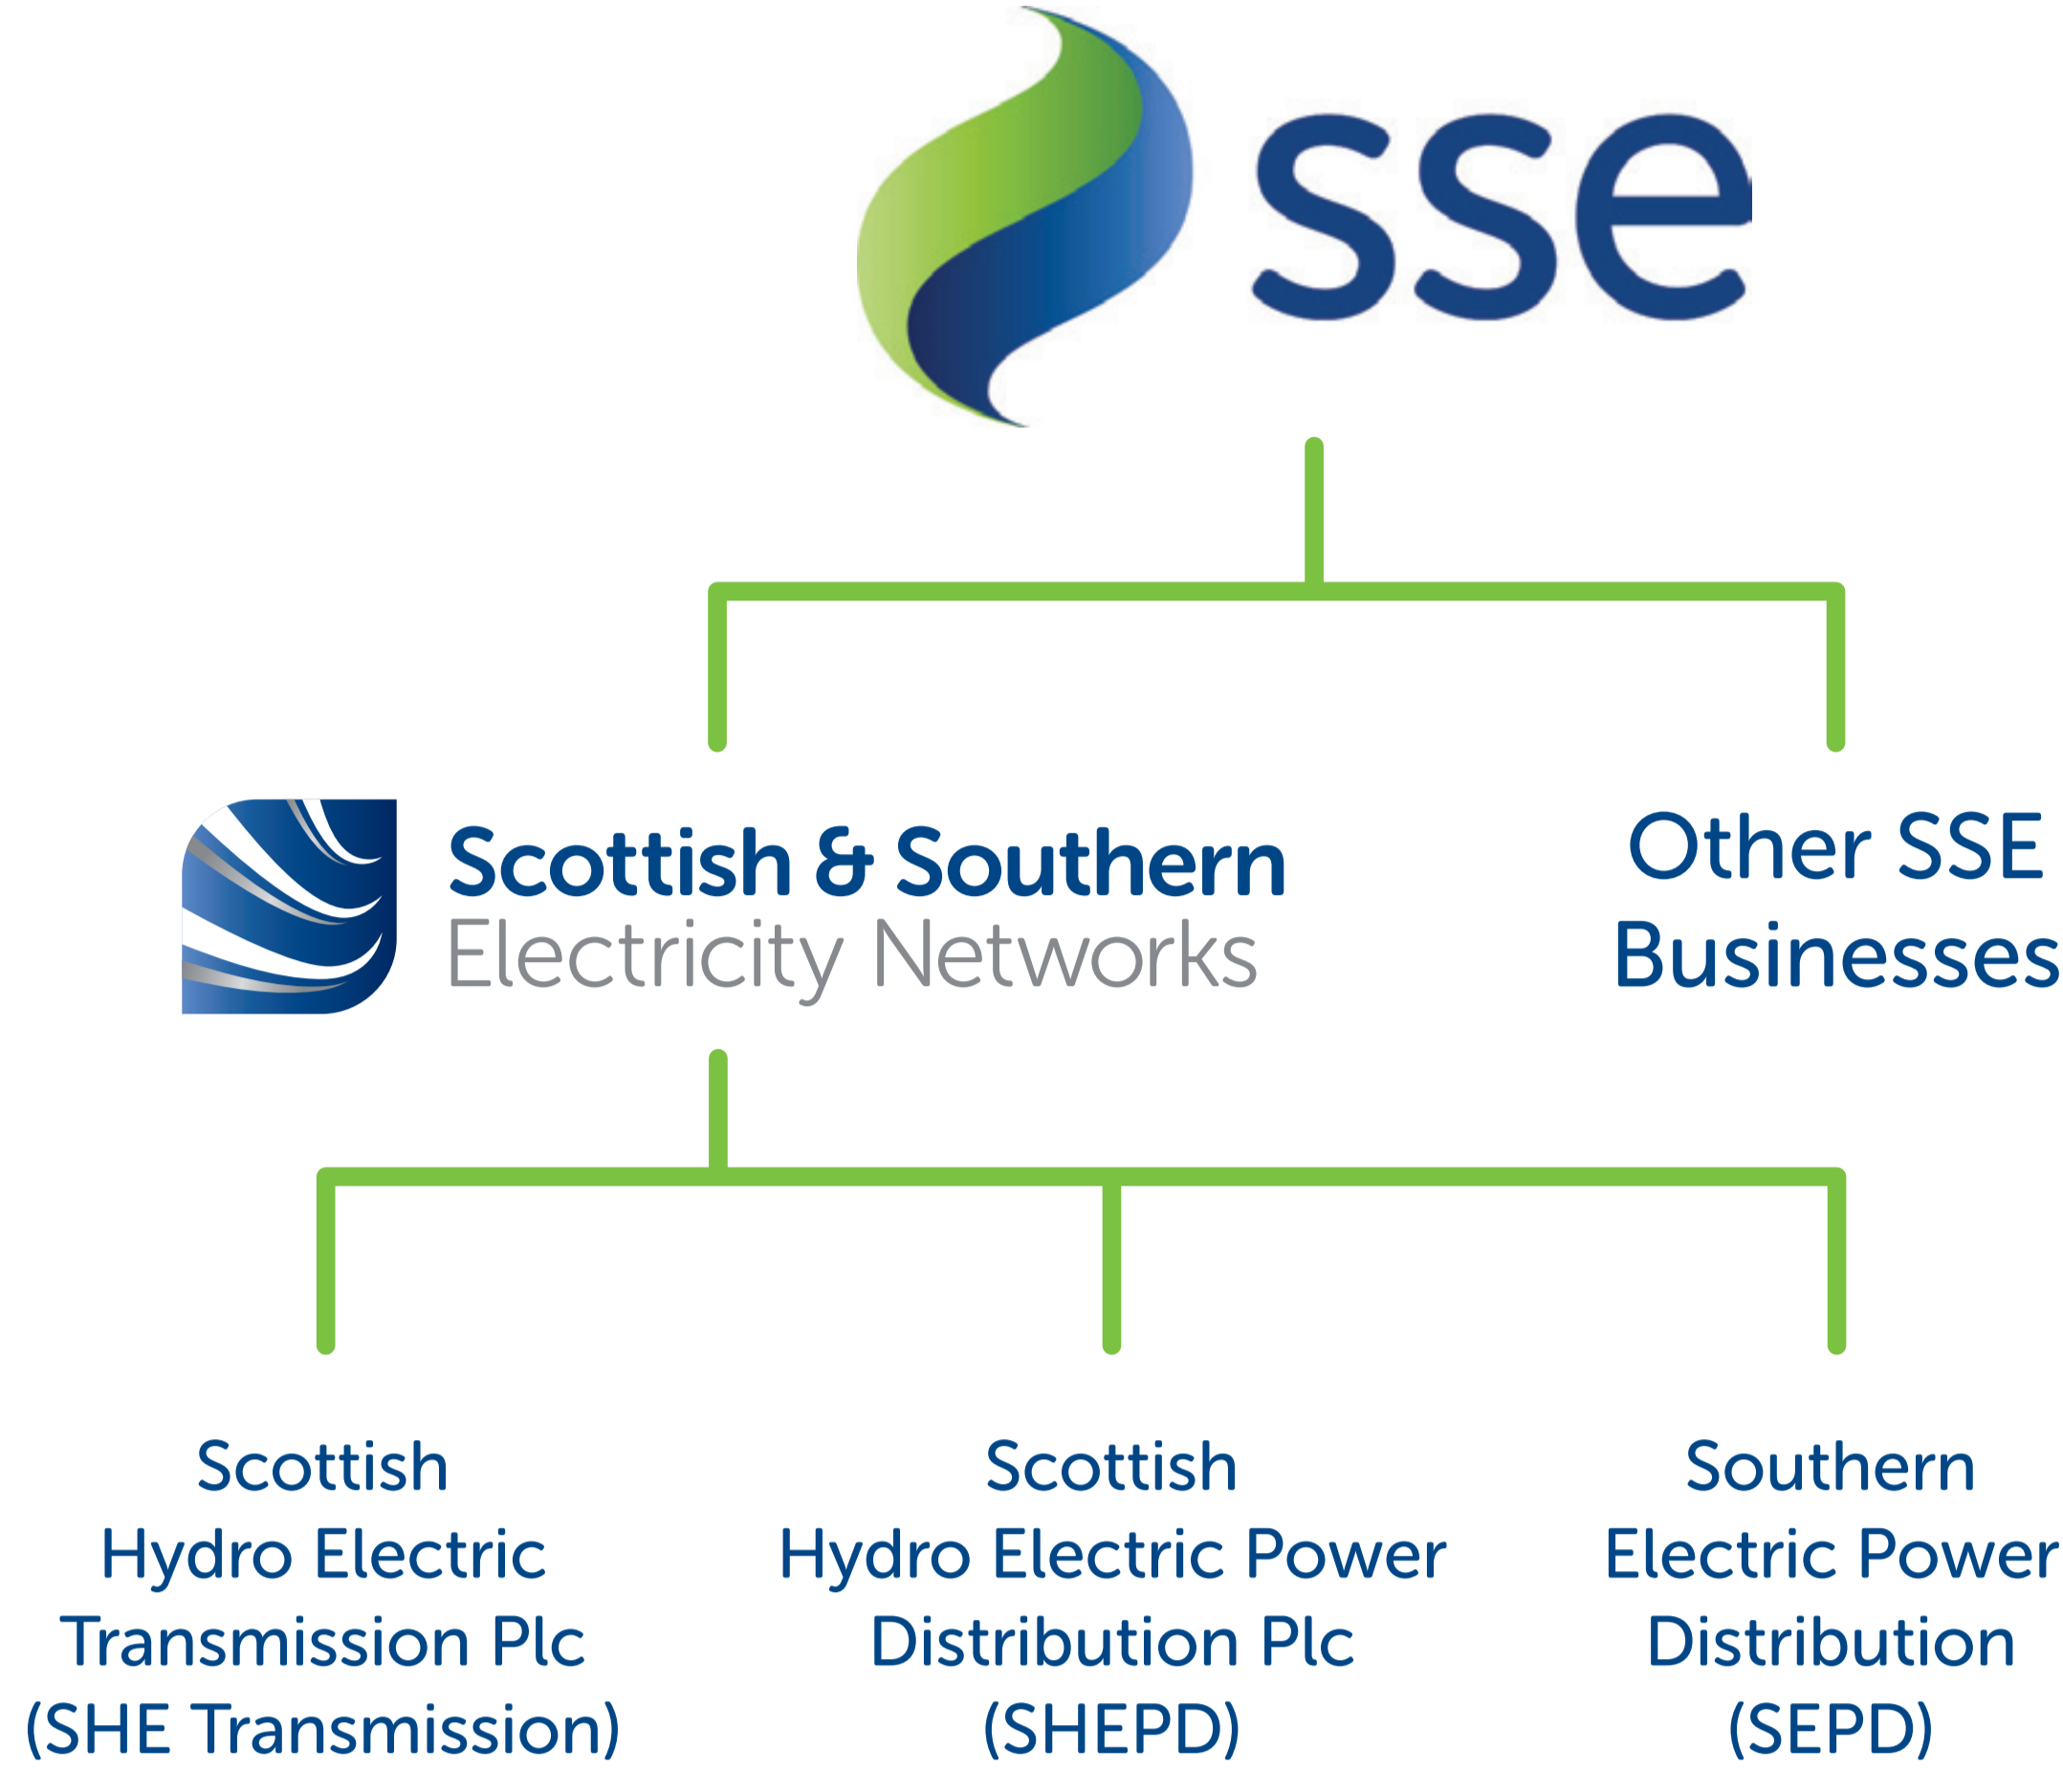 sse
Scottish & Southern
Electricity Networks
Other SSE
Businesses
Scottish
Hydro Electric
Transmission Plc
(SHE Transmission)
Scottish
Hydro Electric Power
Distribution Plc
(SHEPD)
Southern
Electric Power
Distribution
(SEPD)